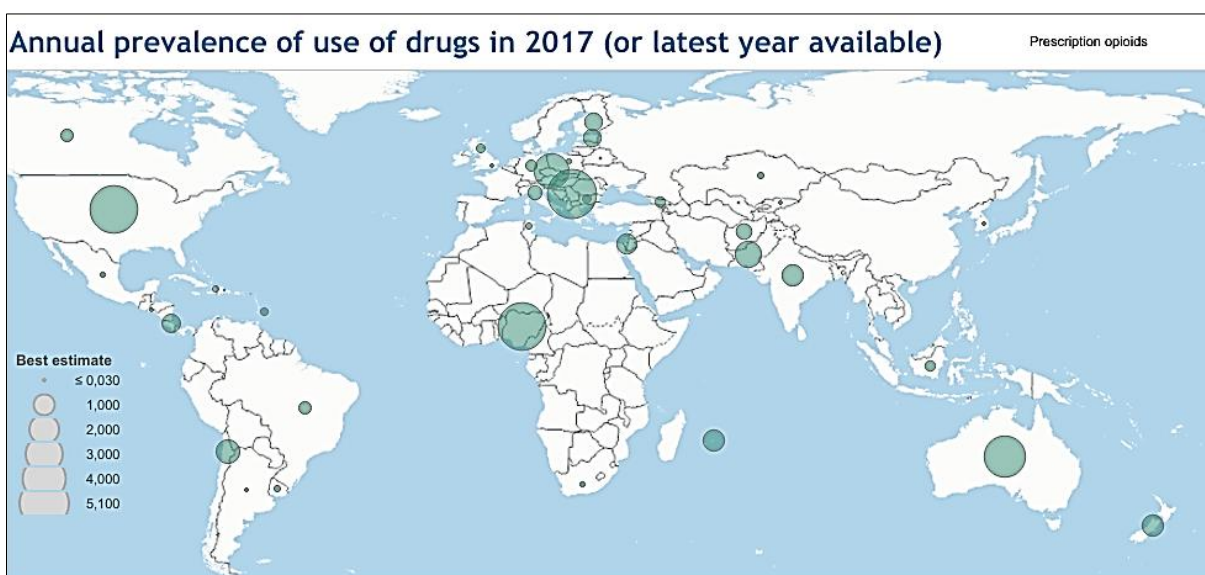 Annual prevalence of use of drugs in 2017 (or latest year available)
Prescription opioids
Best estimate
≤ 0,030
1,000
2,000
3,000
4,000
5,100